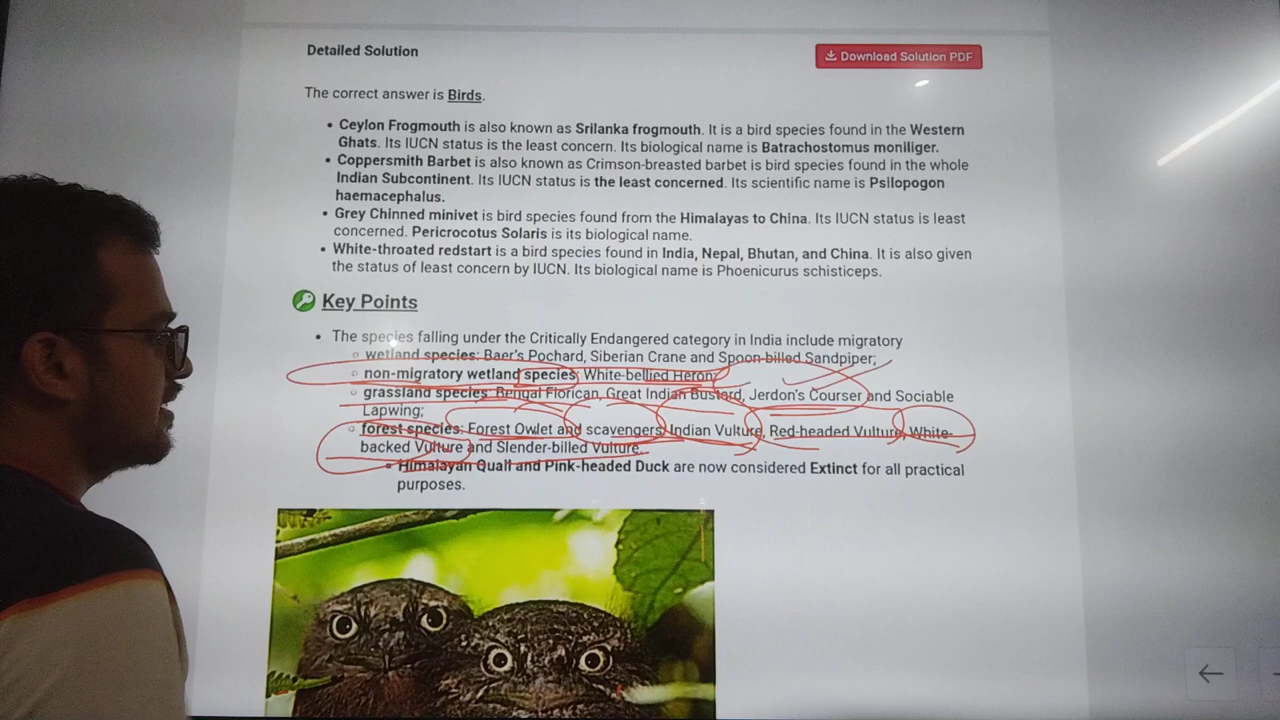 Detailed Solution
Download Solution PDF
The correct answer is Birds.
• Ceylon Frogmouth is also known as Srilanka frogmouth. It is a bird species found in the Western
Ghats. Its IUCN status is the least concern. Its biological name is Batrachostomus moniliger.
• Coppersmith Barbet is also known as Crimson-breasted barbet is bird species found in the whole
Indian Subcontinent. Its IUCN status is the least concerned. Its scientific name is Psilopogon
haemacephalus.
• Grey Chinned minivet is bird species found from the Himalayas to China. Its IUCN status is least
concerned. Pericrocotus Solaris is its biological name.
• White-throated redstart is a bird species found in India, Nepal, Bhutan, and China. It is also given
the status of least concern by IUCN. Its biological name is Phoenicurus schisticeps.
Key Points
• The species falling under the Critically Endangered category in India include migratory
wetland species: Baer's Pochard, Siberian Crane and Spoon-billed Sandpiper;
non-migratory wetland species: White-bellied Heron;
grassland species: Bengal Florican, Great Indian Bustard, Jerdon's Courser and Sociable
Lapwing;
forest species: Forest Owlet and scavengers: Indian Vulture, Red-headed Vulture, White-
backed Vulture and Slender-billed Vulture.
Himalayan Quail and Pink-headed Duck are now considered Extinct for all practical
purposes.